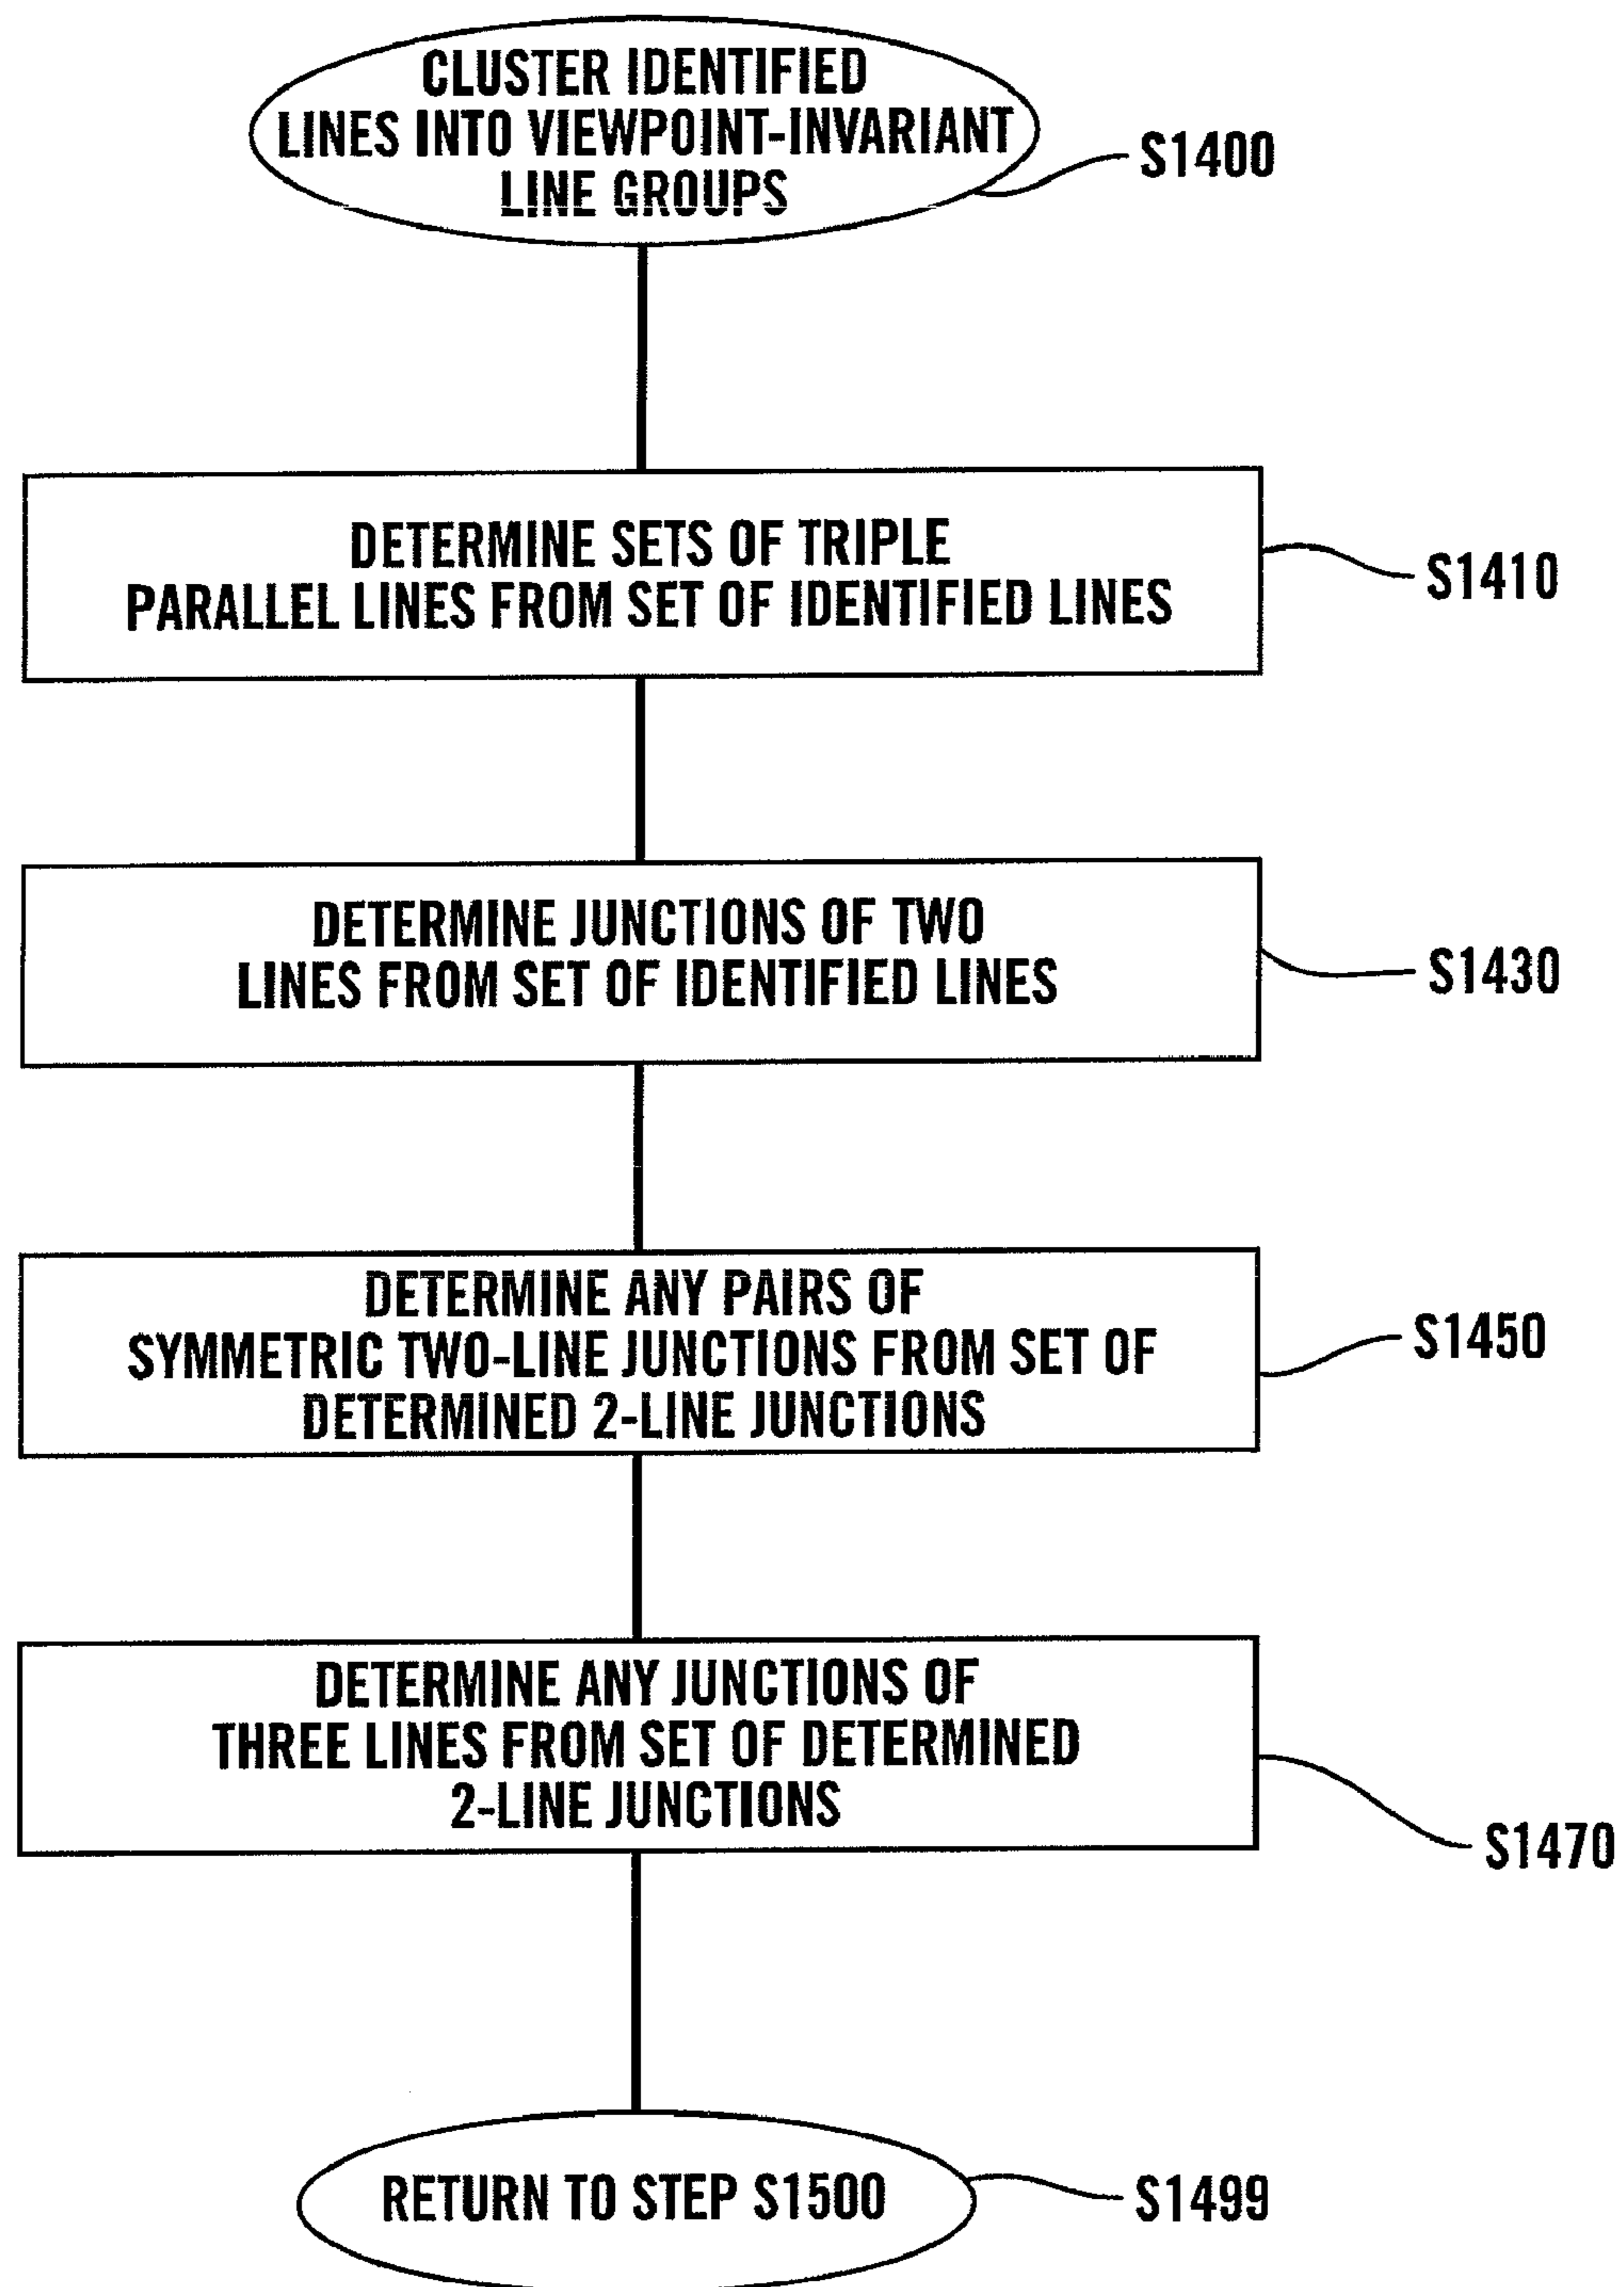 CLUSTER IDENTIFIED
LINES INTO VIEWPOINT-INVARIANT
LINE GROUPS
S1400
DETERMINE SETS OF TRIPLE
PARALLEL LINES FROM SET OF IDENTIFIED LINES
S1410
DETERMINE JUNCTIONS OF TWO
LINES FROM SET OF IDENTIFIED LINES
S1430
DETERMINE ANY PAIRS OF
SYMMETRIC TWO-LINE JUNCTIONS FROM SET OF
DETERMINED 2-LINE JUNCTIONS
S1450
DETERMINE ANY JUNCTIONS OF
THREE LINES FROM SET OF DETERMINED
2-LINE JUNCTIONS
S1470
RETURN TO STEP S1500
S1499